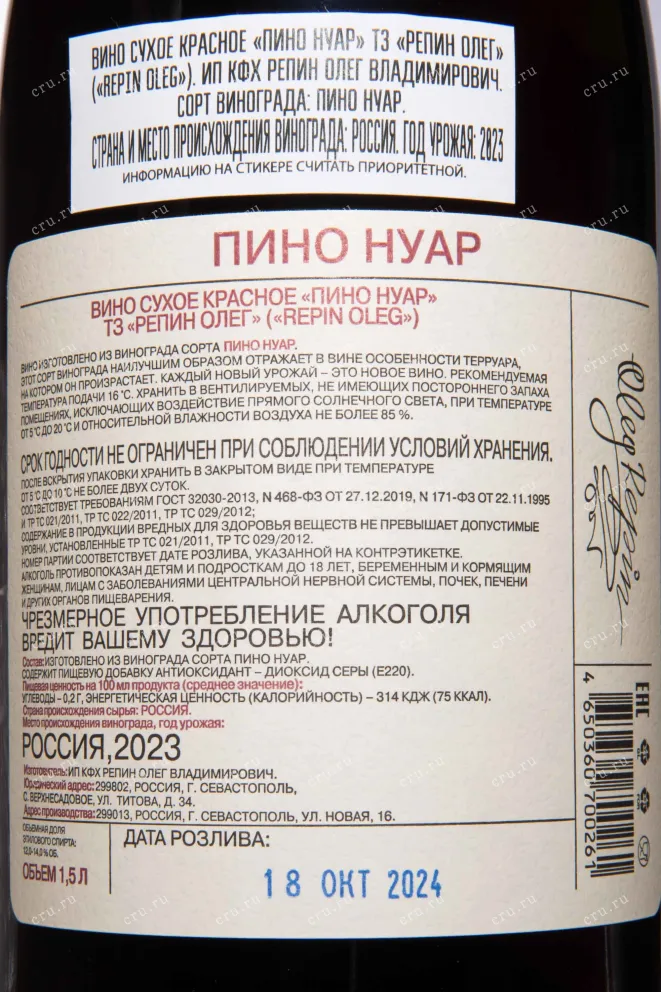 ВИНО СУХОЕ КРАСНОЕ «ПИНО НУАР» ТЗ «РЕПИН ОЛЕГ»
(«REPIN OLEG»). ИП КФХ РЕПИН ОЛЕГ ВЛАДИМИРОВИЧ.
СОРТ ВИНОГРАДА: ПИНО НУАР.
СТРАНА И МЕСТО ПРОИСХОЖДЕНИЯ ВИНОГРАДА: РОССИЯ. ГОД УРОЖАЯ: 2023
ИНФОРМАЦИЮ НА СТИКЕРЕ СЧИТАТЬ ПРИОРИТЕТНОЙ.
ПИНО НУАР
ВИНО СУХОЕ КРАСНОЕ «ПИНО НУАР»
ТЗ «РЕПИН ОЛЕГ» («REPIN OLEG»)
ВИНО ИЗГОТОВЛЕНО ИЗ ВИНОГРАДА СОРТА ПИНО НУАР.
ЭТОТ СОРТ ВИНОГРАДА НАИЛУЧШИМ ОБРАЗОМ ОТРАЖАЕТ В ВИНЕ ОСОБЕННОСТИ ТЕРРУАРА,
НА КОТОРОМ ОН ПРОИЗРАСТАЕТ. КАЖДЫЙ НОВЫЙ УРОЖАЙ – ЭТО НОВОЕ ВИНО. РЕКОМЕНДУЕМАЯ
ТЕМПЕРАТУРА ПОДАЧИ 16 °С. ХРАНИТЬ В ВЕНТИЛИРУЕМЫХ, НЕ ИМЕЮЩИХ ПОСТОРОННЕГО ЗАПАХА
ПОМЕЩЕНИЯХ, ИСКЛЮЧАЮЩИХ ВОЗДЕЙСТВИЕ ПРЯМОГО СОЛНЕЧНОГО СВЕТА, ПРИ ТЕМПЕРАТУРЕ
ОТ 5 °С ДО 20 °С И ОТНОСИТЕЛЬНОЙ ВЛАЖНОСТИ ВОЗДУХА НЕ БОЛЕЕ 85 %.
СРОК ГОДНОСТИ НЕ ОГРАНИЧЕН ПРИ СОБЛЮДЕНИИ УСЛОВИЙ ХРАНЕНИЯ.
ПОСЛЕ ВСКРЫТИЯ УПАКОВКИ ХРАНИТЬ В ЗАКРЫТОМ ВИДЕ ПРИ ТЕМПЕРАТУРЕ
ОТ 5 °С ДО 10 °С НЕ БОЛЕЕ ДВУХ СУТОК.
СООТВЕТСТВУЕТ ТРЕБОВАНИЯМ ГОСТ 32030-2013, N 468-ФЗ ОТ 27.12.2019, N 171-ФЗ ОТ 22.11.1995
И ТР ТС 021/2011, ТР ТС 022/2011, ТР ТС 029/2012;
СОДЕРЖАНИЕ В ПРОДУКЦИИ ВРЕДНЫХ ДЛЯ ЗДОРОВЬЯ ВЕЩЕСТВ НЕ ПРЕВЫШАЕТ ДОПУСТИМЫЕ
УРОВНИ, УСТАНОВЛЕННЫЕ ТР ТС 021/2011, ТР ТС 029/2012.
НОМЕР ПАРТИИ СООТВЕТСТВУЕТ ДАТЕ РОЗЛИВА, УКАЗАННОЙ НА КОНТРЭТИКЕТКЕ.
АЛКОГОЛЬ ПРОТИВОПОКАЗАН ДЕТЯМ И ПОДРОСТКАМ ДО 18 ЛЕТ, БЕРЕМЕННЫМ И КОРМЯЩИМ
ЖЕНЩИНАМ, ЛИЦАМ С ЗАБОЛЕВАНИЯМИ ЦЕНТРАЛЬНОЙ НЕРВНОЙ СИСТЕМЫ, ПОЧЕК, ПЕЧЕНИ
И ДРУГИХ ОРГАНОВ ПИЩЕВАРЕНИЯ.
ЧРЕЗМЕРНОЕ УПОТРЕБЛЕНИЕ АЛКОГОЛЯ
ВРЕДИТ ВАШЕМУ ЗДОРОВЬЮ!
Состав: ИЗГОТОВЛЕНО ИЗ ВИНОГРАДА СОРТА ПИНО НУАР.
СОДЕРЖИТ ПИЩЕВУЮ ДОБАВКУ АНТИОКСИДАНТ – ДИОКСИД СЕРЫ (Е220).
Пищевая ценность на 100 мл продукта (среднее значение):
УГЛЕВОДЫ – 0,2 Г, ЭНЕРГЕТИЧЕСКАЯ ЦЕННОСТЬ (КАЛОРИЙНОСТЬ) – 314 КДЖ (75 ККАЛ).
Страна происхождения сырья: РОССИЯ.
Место происхождения винограда, год урожая:
РОССИЯ,2023
Изготовитель: ИП КФХ РЕПИН ОЛЕГ ВЛАДИМИРОВИЧ.
Юридический адрес: 299802, РОССИЯ, Г. СЕВАСТОПОЛЬ,
С. ВЕРХНЕСАДОВОЕ, УЛ. ТИТОВА, Д. 34.
Адрес производства: 299013, РОССИЯ, Г. СЕВАСТОПОЛЬ, УЛ. НОВАЯ, 16.
ОБЪЕМНАЯ ДОЛЯ
ЭТИЛОВОГО СПИРТА:
12,0-14,0 % ОБ.
ОБЪЕМ 1,5 Л
ДАТА РОЗЛИВА:
18 ОКТ 2024
Oleg Repin
EAC
4 650360 700261
cru.ru